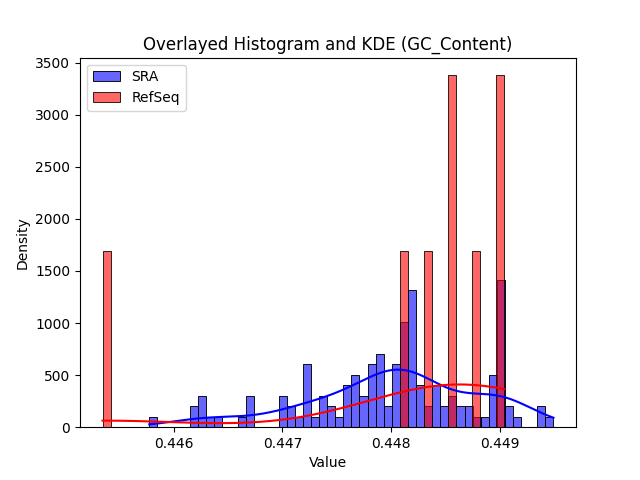 Overlayed Histogram and KDE (GC_Content)
SRA
RefSeq
3500
3000
2500
2000
1500
1000
500
0
Density
0.446 0.447 0.448 0.449
Value